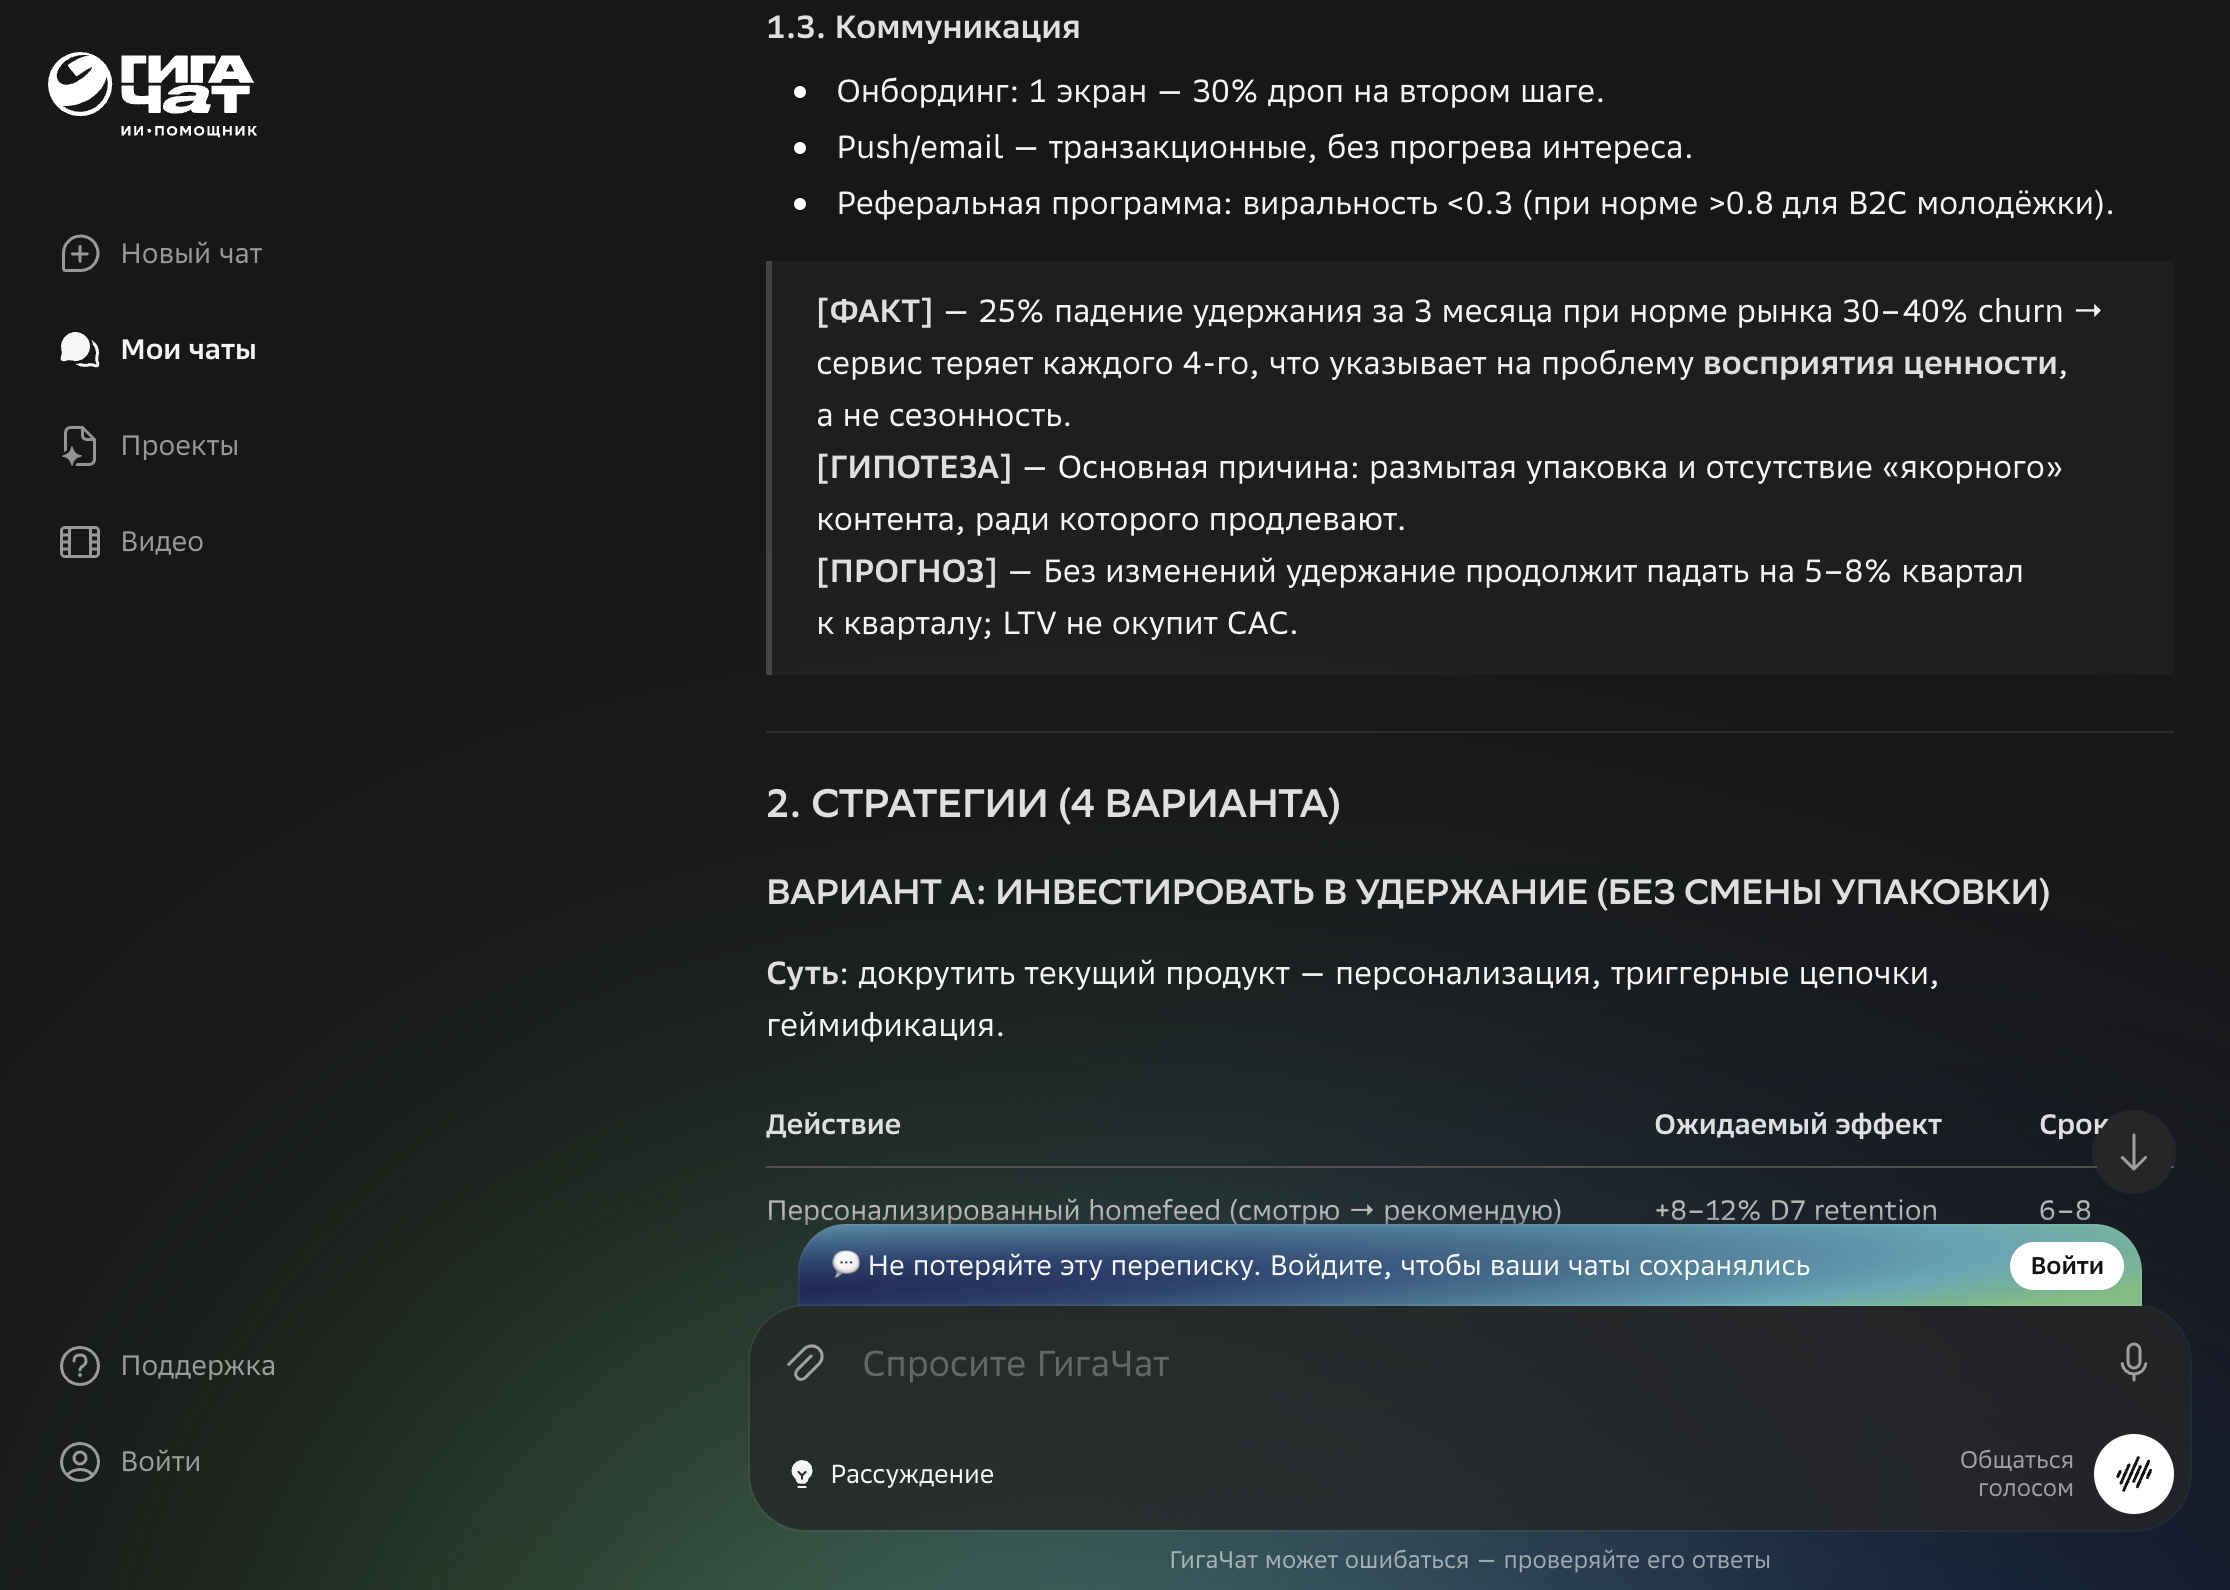 ГИГА
ЧАТ
ИИ•ПОМОЩНИК
Новый чат
Мои чаты
Проекты
Видео
Поддержка
Войти
1.3. Коммуникация
• Онбординг: 1 экран — 30% дроп на втором шаге.
• Push/email — транзакционные, без прогрева интереса.
• Реферальная программа: виральность <0.3 (при норме >0.8 для B2C молодёжки).
[ФАКТ] — 25% падение удержания за 3 месяца при норме рынка 30–40% churn →
сервис теряет каждого 4-го, что указывает на проблему восприятия ценности,
а не сезонность.
[ГИПОТЕЗА] — Основная причина: размытая упаковка и отсутствие «якорного»
контента, ради которого продлевают.
[ПРОГНОЗ] — Без изменений удержание продолжит падать на 5–8% квартал
к кварталу; LTV не окупит CAC.
2. СТРАТЕГИИ (4 ВАРИАНТА)
ВАРИАНТ А: ИНВЕСТИРОВАТЬ В УДЕРЖАНИЕ (БЕЗ СМЕНЫ УПАКОВКИ)
Суть: докрутить текущий продукт — персонализация, триггерные цепочки,
геймификация.
Действие Ожидаемый эффект Срок
Персонализированный homefeed (смотрю → рекомендую) +8–12% D7 retention 6–8
Не потеряйте эту переписку. Войдите, чтобы ваши чаты сохранялись Войти
Спросите ГигаЧат
Рассуждение
Общаться
голосом
ГигаЧат может ошибаться — проверяйте его ответы